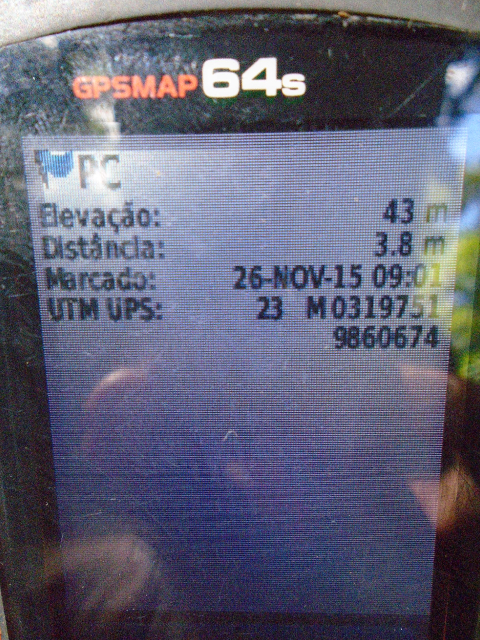 GPSMAP 64s
PC
Elevação: 43 m
Distância: 3.8 m
Marcado: 26-NOV-15 09:01
UTM UPS: 23 M 0319751
9860674